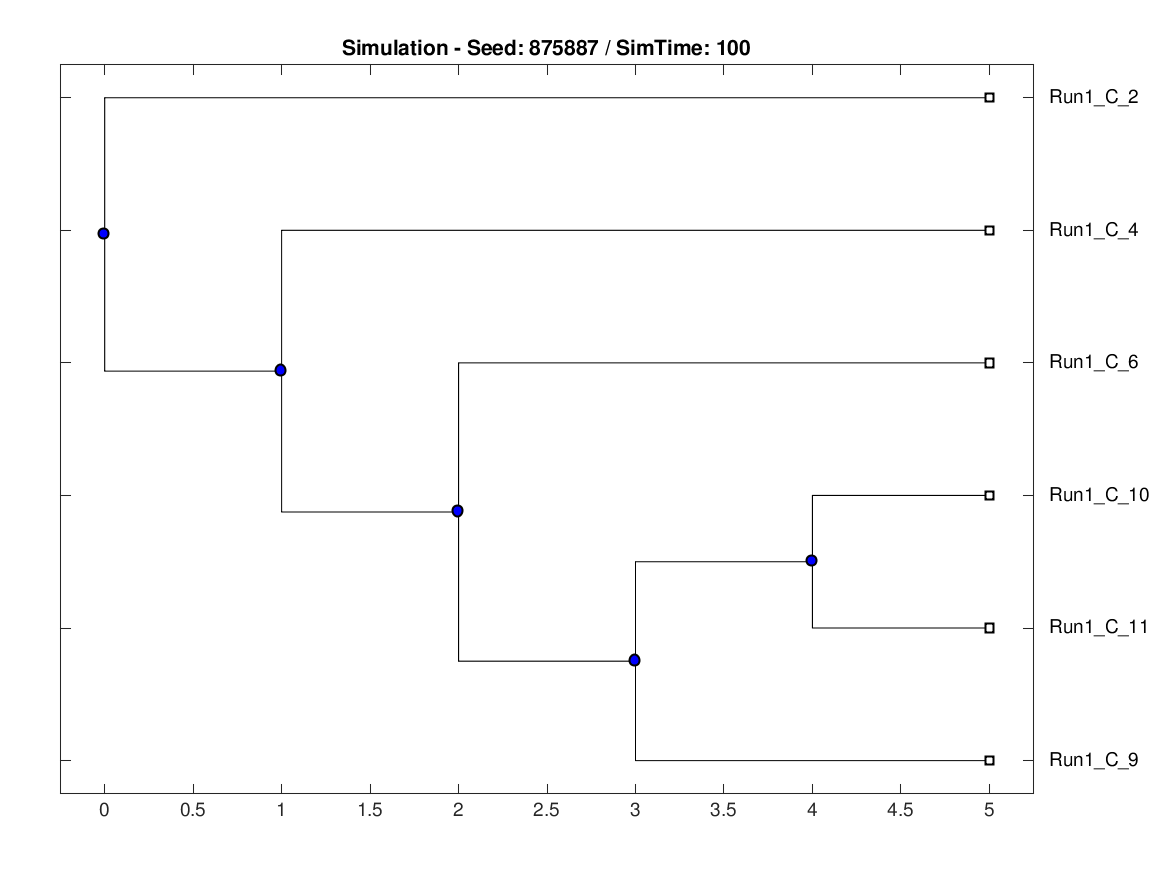 Simulation - Seed: 875887 / SimTime: 100
Run1_C_2
Run1_C_4
Run1_C_6
Run1_C_10
Run1_C_11
Run1_C_9
0 0.5 1 1.5 2 2.5 3 3.5 4 4.5 5